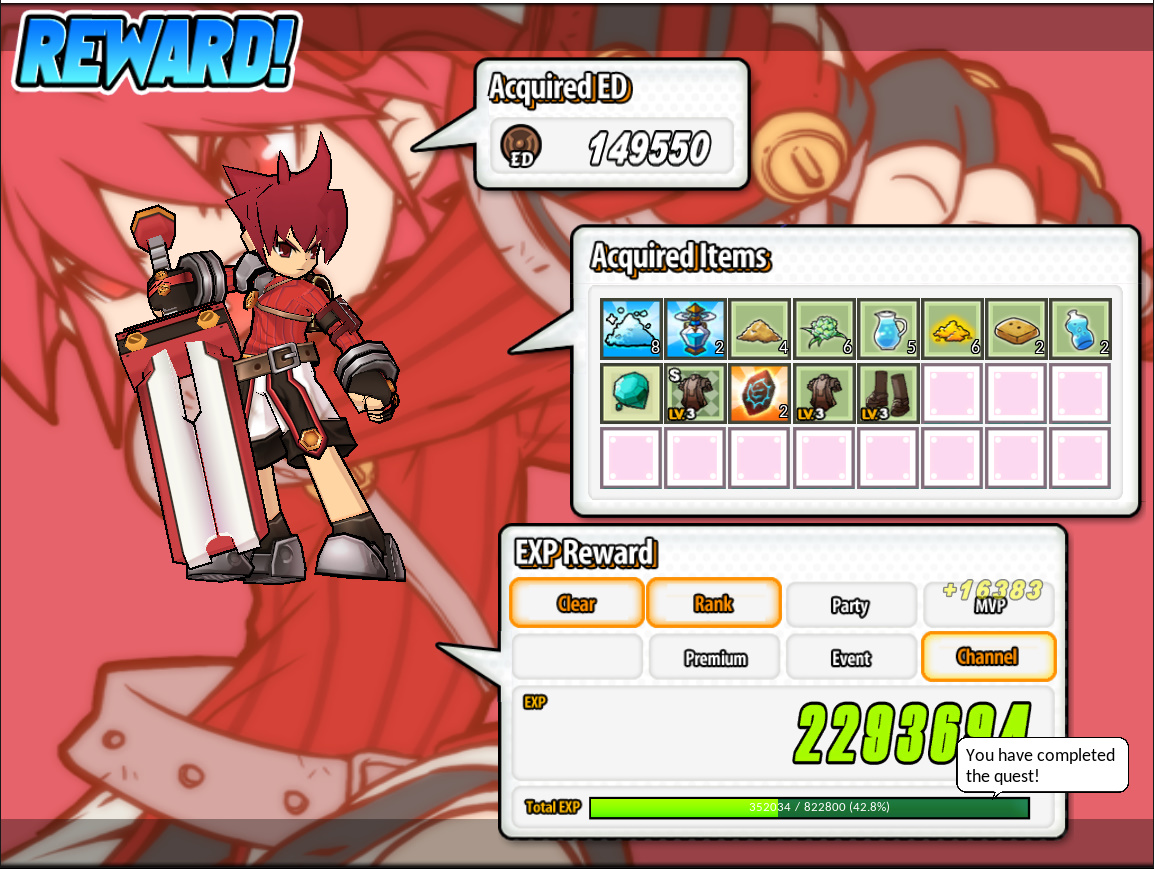 REWARD!
Acquired ED
ED
149550
Acquired Items
8
2
4
6
5
6
2
2
S
LV.3
2
LV.3
LV.3
EXP Reward
Clear
Rank
Party
+16383
MVP
Premium
Event
Channel
EXP
2293694
You have completed
the quest!
Total EXP
352034 / 822800 (42.8%)